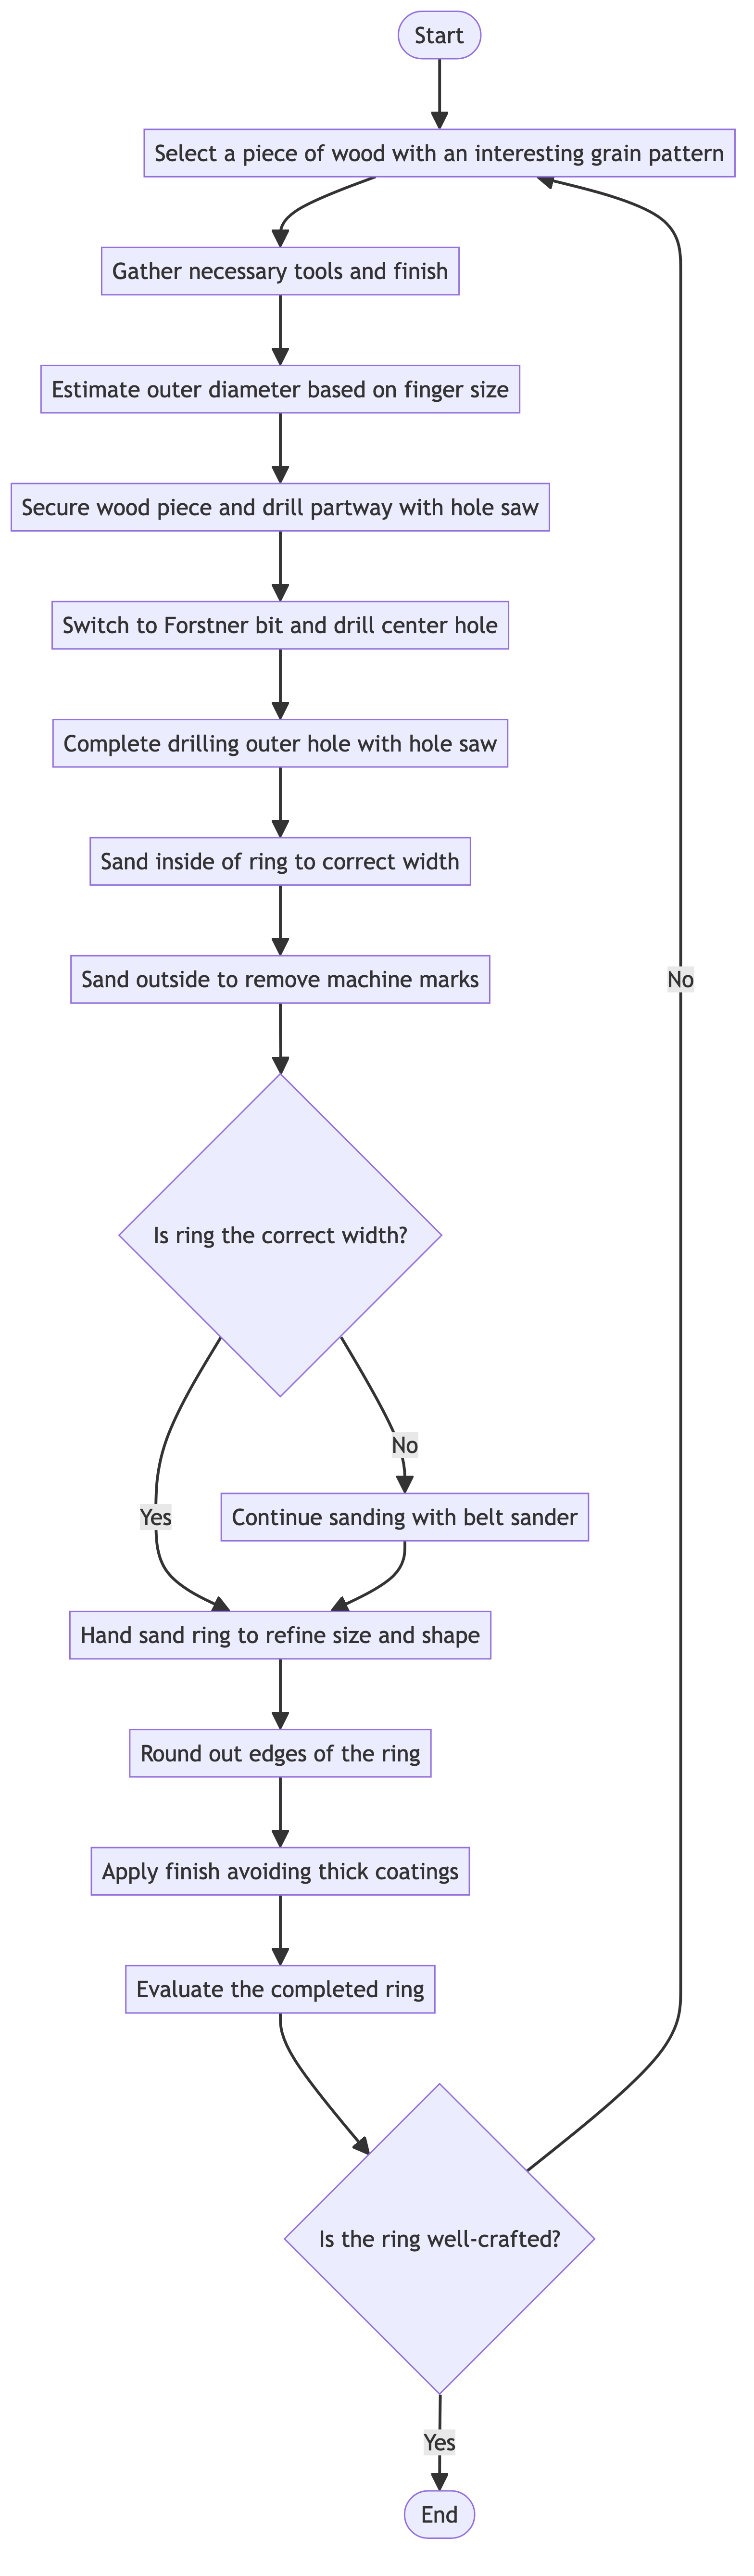 Start
Select a piece of wood with an interesting grain pattern
Gather necessary tools and finish
Estimate outer diameter based on finger size
Secure wood piece and drill partway with hole saw
Switch to Forstner bit and drill center hole
Complete drilling outer hole with hole saw
Sand inside of ring to correct width
Sand outside to remove machine marks
No
Is ring the correct width?
No
Yes
Continue sanding with belt sander
Hand sand ring to refine size and shape
Round out edges of the ring
Apply finish avoiding thick coatings
Evaluate the completed ring
Is the ring well-crafted?
Yes
End